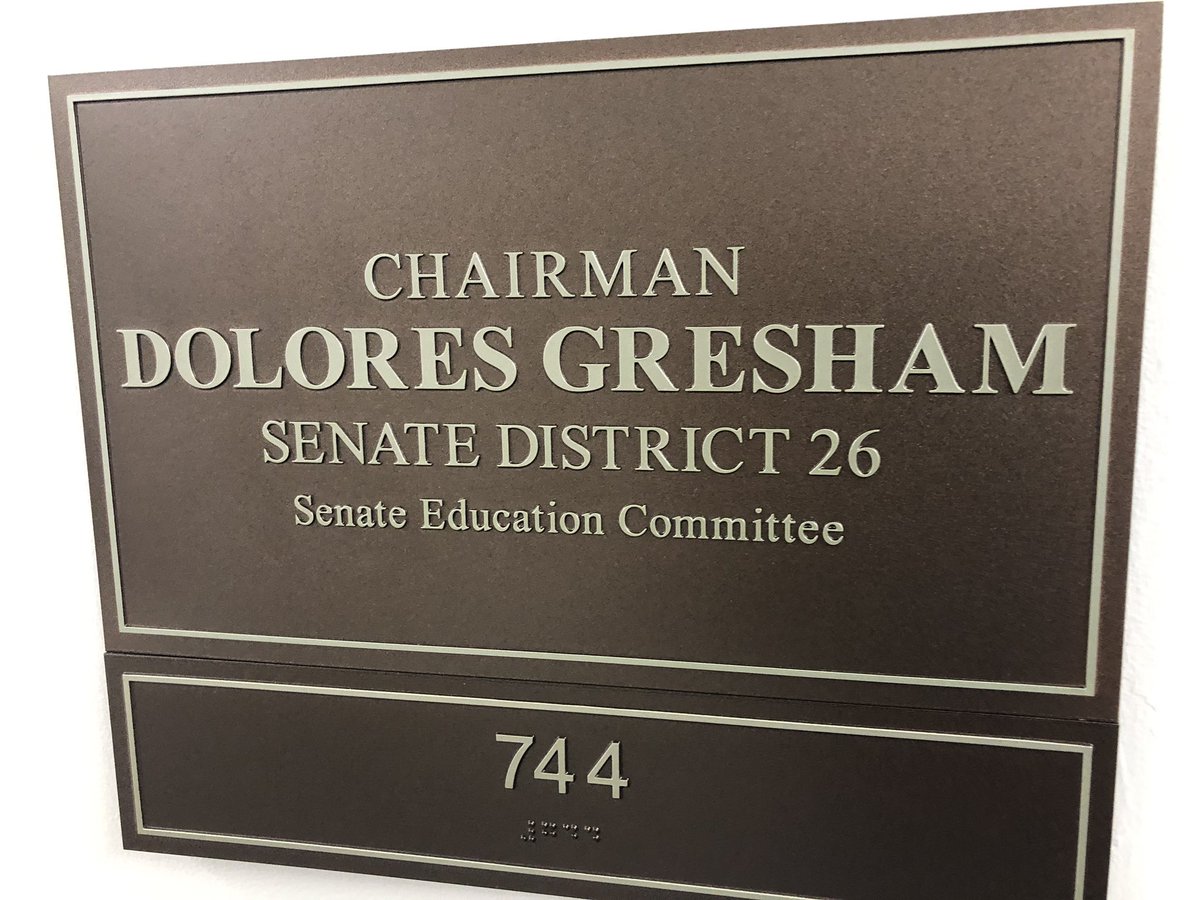 CHAIRMAN
DOLORES GRESHAM
SENATE DISTRICT 26
Senate Education Committee
744
⠼⠛⠙⠙